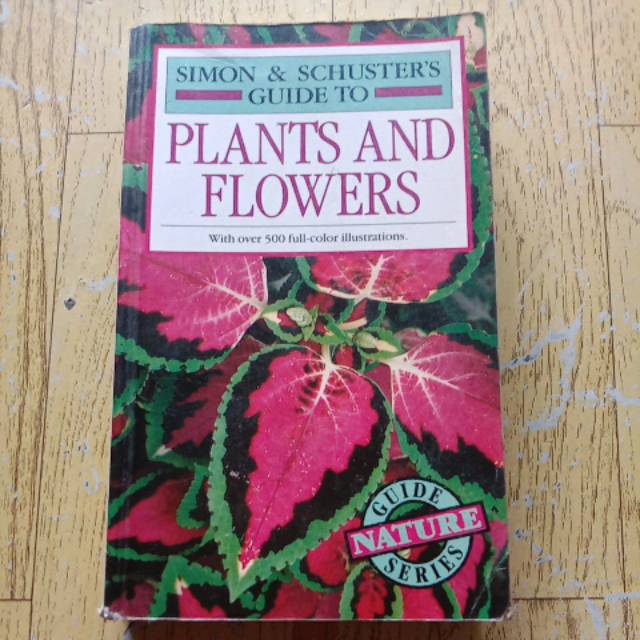 SIMON & SCHUSTER'S
GUIDE TO
PLANTS AND
FLOWERS
With over 500 full-color illustrations.
GUIDE
NATURE
SERIES